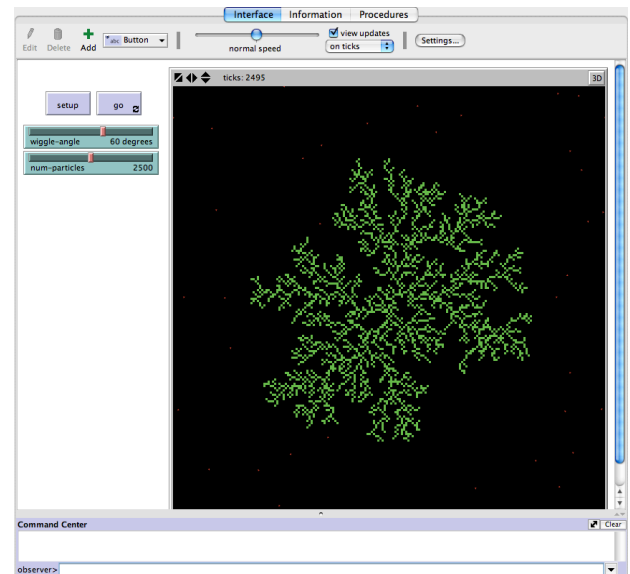 Interface Information Procedures
Edit Delete Add abc Button normal speed view updates on ticks Settings...
ticks: 2495 3D
setup go
wiggle-angle 60 degrees
num-particles 2500
Command Center Clear
observer>